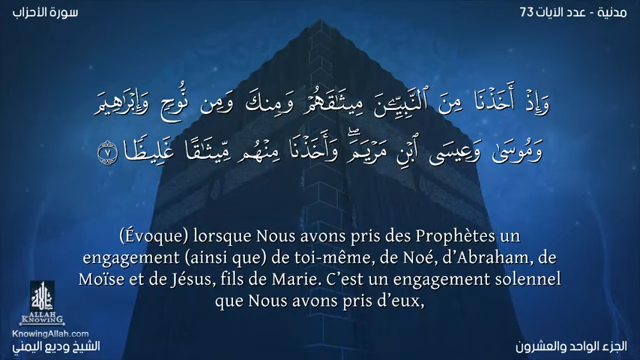 سورة الأحزاب
مدنية - عدد الآيات 73
وَإِذْ أَخَذْنَا مِنَ ٱلنَّبِيِّـۧنَ مِيثَـٰقَهُمْ وَمِنكَ وَمِن نُّوحٍ وَإِبْرَٰهِيمَ
وَمُوسَىٰ وَعِيسَى ٱبْنِ مَرْيَمَ ۖ وَأَخَذْنَا مِنْهُم مِّيثَـٰقًا غَلِيظًا ٧
(Évoque) lorsque Nous avons pris des Prophètes un
engagement (ainsi que) de toi-même, de Noé, d’Abraham, de
Moïse et de Jésus, fils de Marie. C’est un engagement solennel
que Nous avons pris d’eux,
ALLAH
KNOWING
KnowingAllah.com
الشيخ وديع اليمني
الجزء الواحد والعشرون